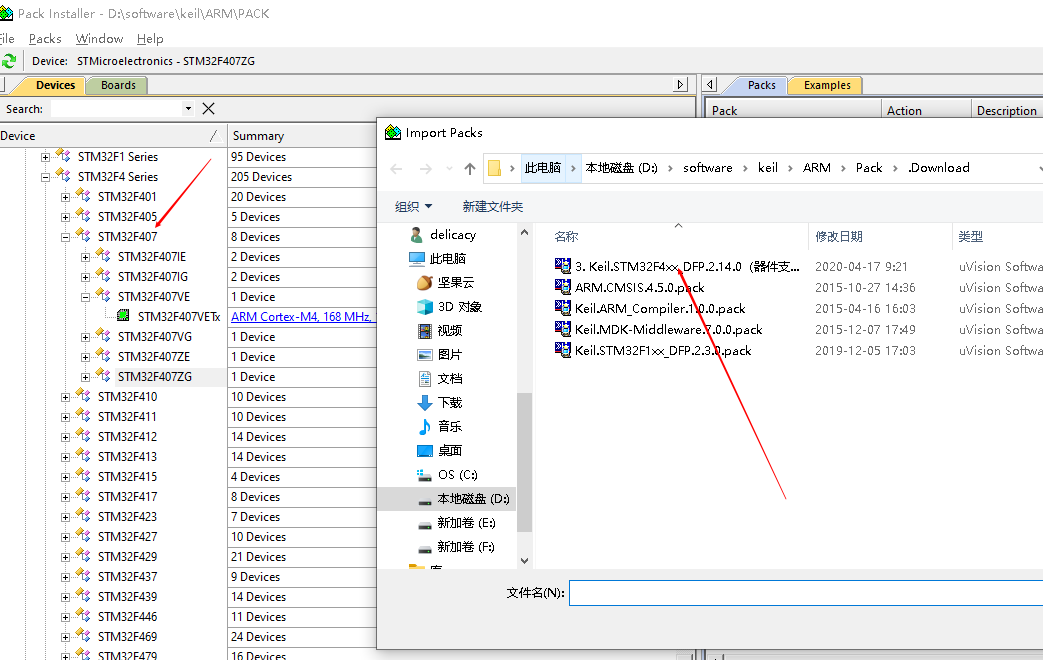 Pack Installer - D:\software\keil\ARM\PACK
File Packs Window Help
Device: STMicroelectronics - STM32F407ZG
Devices Boards
Packs Examples
Search:
Pack Action Description
Device Summary
STM32F1 Series 95 Devices
STM32F4 Series 205 Devices
STM32F401 20 Devices
STM32F405 5 Devices
STM32F407 8 Devices
STM32F407IE 2 Devices
STM32F407IG 2 Devices
STM32F407VE 1 Device
STM32F407VETx ARM Cortex-M4, 168 MHz,
STM32F407VG 1 Device
STM32F407ZE 1 Device
STM32F407ZG 1 Device
STM32F410 10 Devices
STM32F411 10 Devices
STM32F412 14 Devices
STM32F413 14 Devices
STM32F415 4 Devices
STM32F417 8 Devices
STM32F423 7 Devices
STM32F427 10 Devices
STM32F429 21 Devices
STM32F437 9 Devices
STM32F439 14 Devices
STM32F446 11 Devices
STM32F469 24 Devices
STM32F479 16 Devices
Import Packs
此电脑 本地磁盘 (D:) software keil ARM Pack .Download
组织 新建文件夹
delicacy
此电脑
坚果云
3D 对象
视频
图片
文档
下载
音乐
桌面
OS (C:)
本地磁盘 (D:)
新加卷 (E:)
新加卷 (F:)
库
名称 修改日期 类型
3. Keil.STM32F4xx_DFP.2.14.0（器件支... 2020-04-17 9:21 uVision Softwa
ARM.CMSIS.4.5.0.pack 2015-10-27 14:36 uVision Softwa
Keil.ARM_Compiler.1.0.0.pack 2015-04-16 16:03 uVision Softwa
Keil.MDK-Middleware.7.0.0.pack 2015-12-07 17:49 uVision Softwa
Keil.STM32F1xx_DFP.2.3.0.pack 2019-12-05 17:03 uVision Softwa
文件名(N):